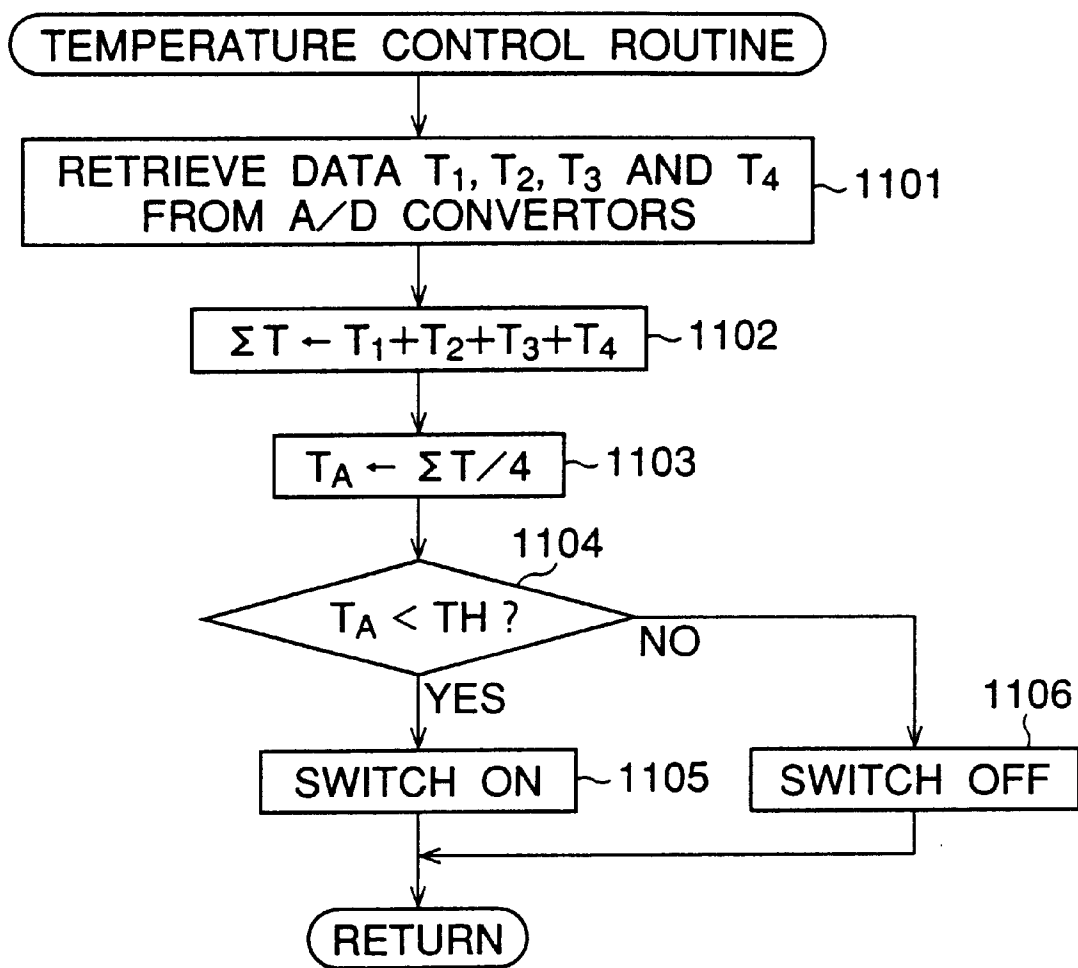 TEMPERATURE CONTROL ROUTINE
RETRIEVE DATA T1, T2, T3 AND T4
FROM A/D CONVERTORS
1101
ΣT ← T1+T2+T3+T4
1102
TA ← ΣT/4
1103
1104
TA < TH ?
NO
YES
1106
SWITCH ON
1105
SWITCH OFF
RETURN